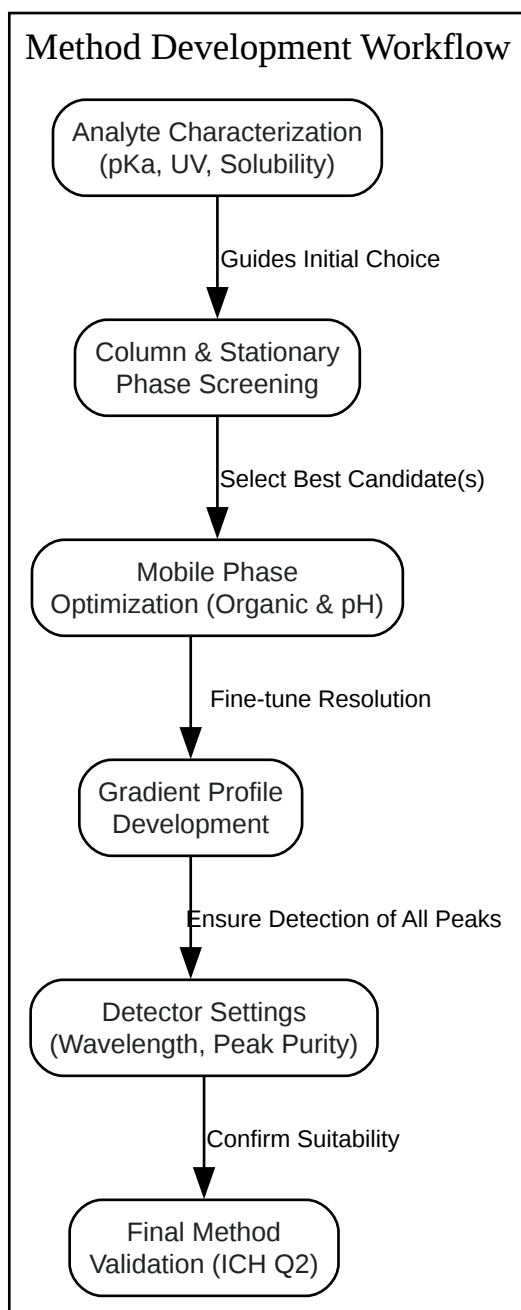 Method Development Workflow
Analyte Characterization
(pKa, UV, Solubility)
Guides Initial Choice
Column & Stationary
Phase Screening
Select Best Candidate(s)
Mobile Phase
Optimization (Organic & pH)
Fine-tune Resolution
Gradient Profile
Development
Ensure Detection of All Peaks
Detector Settings
(Wavelength, Peak Purity)
Confirm Suitability
Final Method
Validation (ICH Q2)